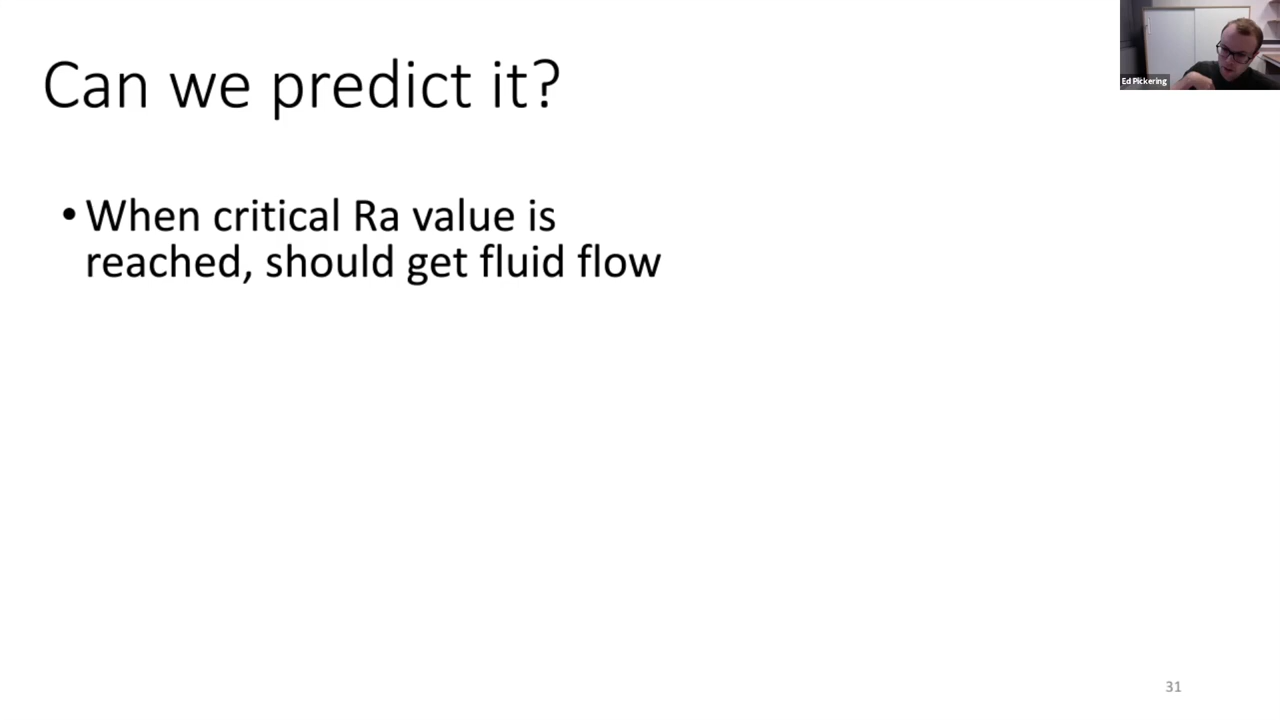 Can we predict it?
Ed Pickering
• When critical Ra value is
reached, should get fluid flow
31